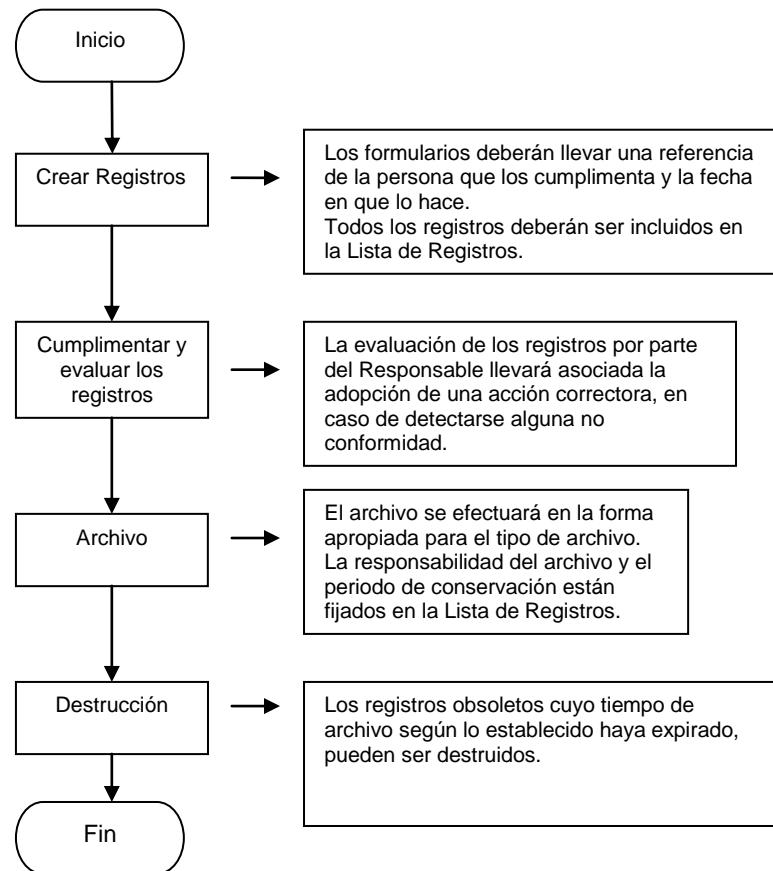 Inicio
Crear Registros
Los formularios deberán llevar una referencia
de la persona que los cumplimenta y la fecha
en que lo hace.
Todos los registros deberán ser incluidos en
la Lista de Registros.
Cumplimentar y
evaluar los
registros
La evaluación de los registros por parte
del Responsable llevará asociada la
adopción de una acción correctora, en
caso de detectarse alguna no
conformidad.
Archivo
El archivo se efectuará en la forma
apropiada para el tipo de archivo.
La responsabilidad del archivo y el
periodo de conservación están
fijados en la Lista de Registros.
Destrucción
Los registros obsoletos cuyo tiempo de
archivo según lo establecido haya expirado,
pueden ser destruidos.
Fin